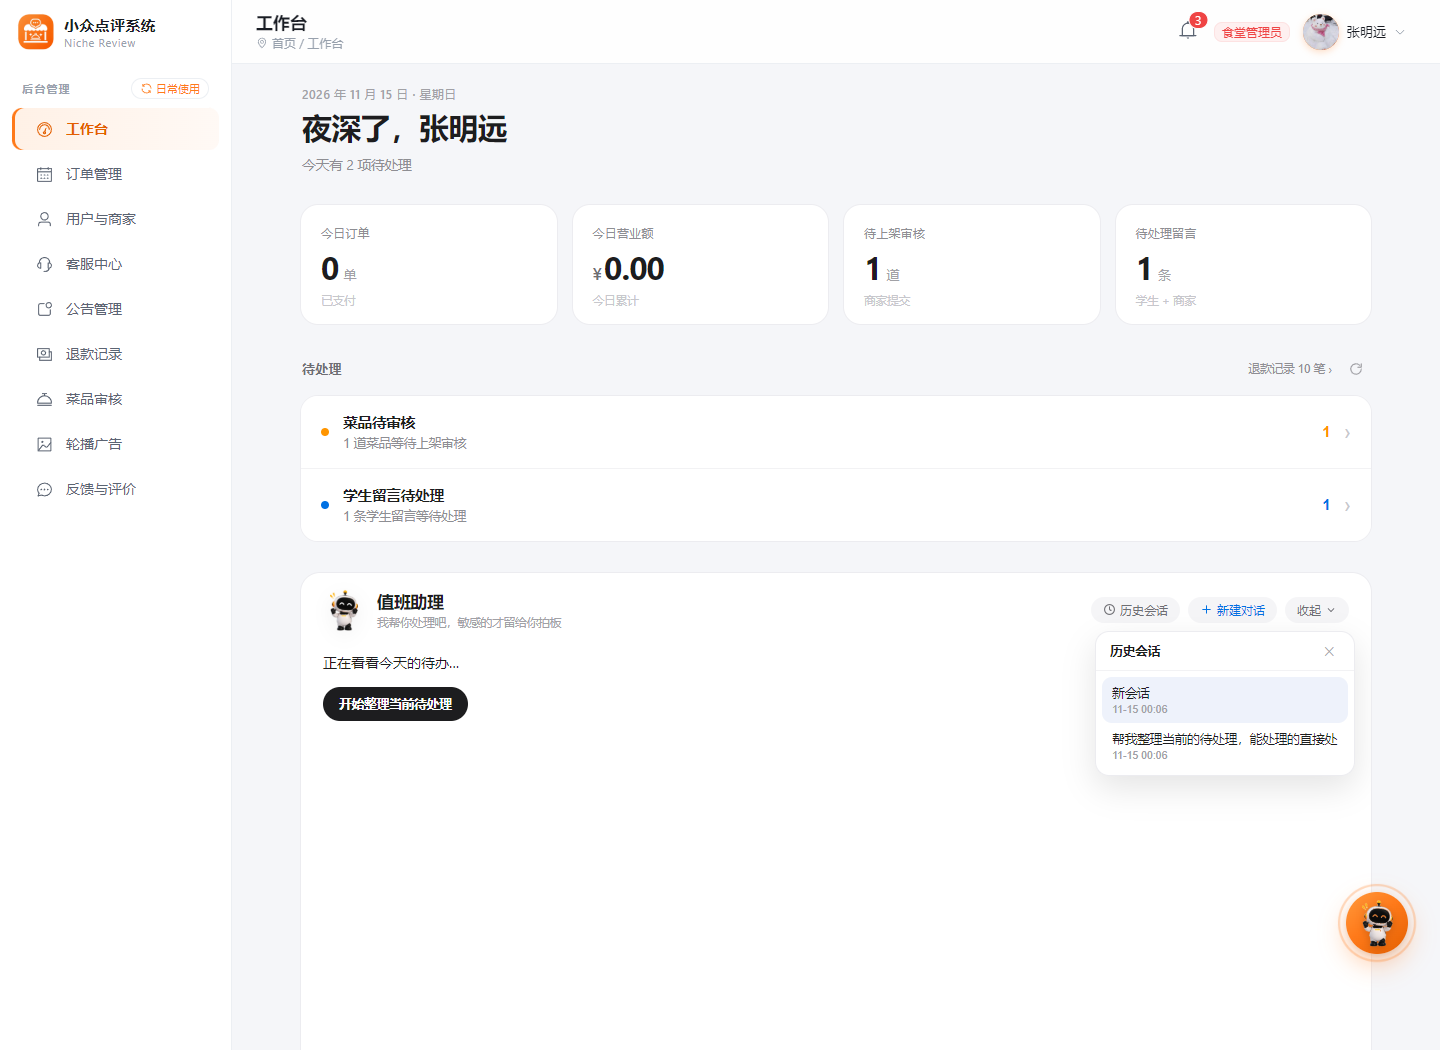 小众点评系统
Niche Review
后台管理
日常使用
工作台
订单管理
用户与商家
客服中心
公告管理
退款记录
菜品审核
轮播广告
反馈与评价
工作台
首页 / 工作台
3
食堂管理员
张明远
2026 年 11 月 15 日 · 星期日
夜深了，张明远
今天有 2 项待处理
今日订单
0 单
已支付
今日营业额
¥0.00
今日累计
待上架审核
1 道
商家提交
待处理留言
1 条
学生 + 商家
待处理
退款记录 10 笔 ›
菜品待审核
1 道菜品等待上架审核
1
学生留言待处理
1 条学生留言等待处理
1
值班助理
我帮你处理吧，敏感的才留给你拍板
历史会话
+ 新建对话
收起
正在看看今天的待办...
开始整理当前待处理
历史会话
新会话
11-15 00:06
帮我整理当前的待处理，能处理的直接处
11-15 00:06